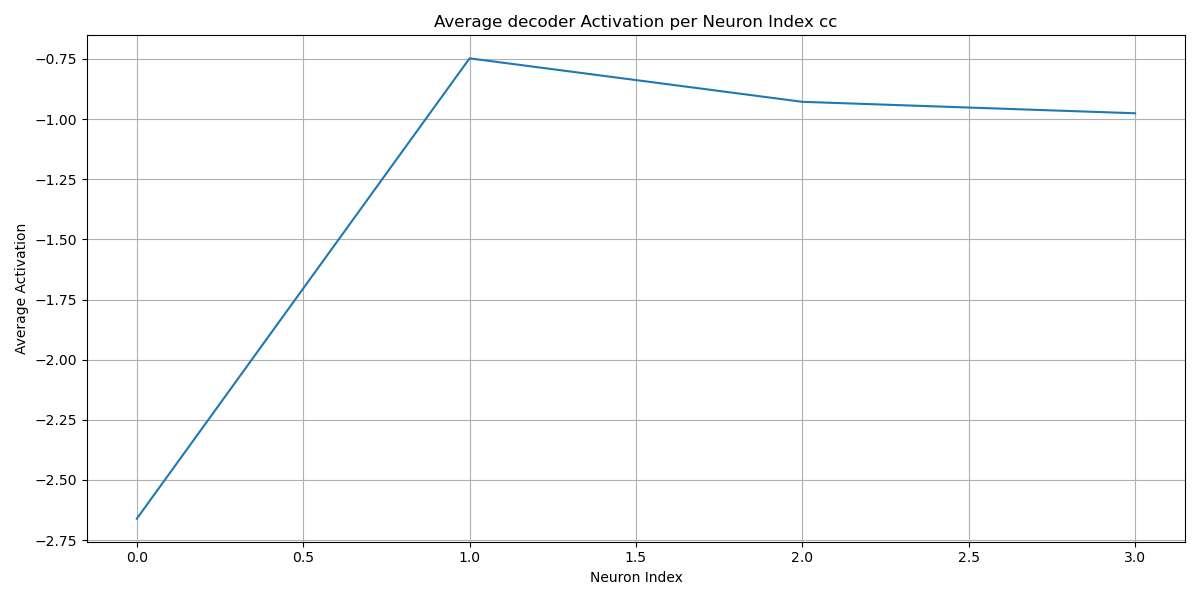 Average decoder Activation per Neuron Index cc
Average Activation
−0.75
−1.00
−1.25
−1.50
−1.75
−2.00
−2.25
−2.50
−2.75
0.0 0.5 1.0 1.5 2.0 2.5 3.0
Neuron Index